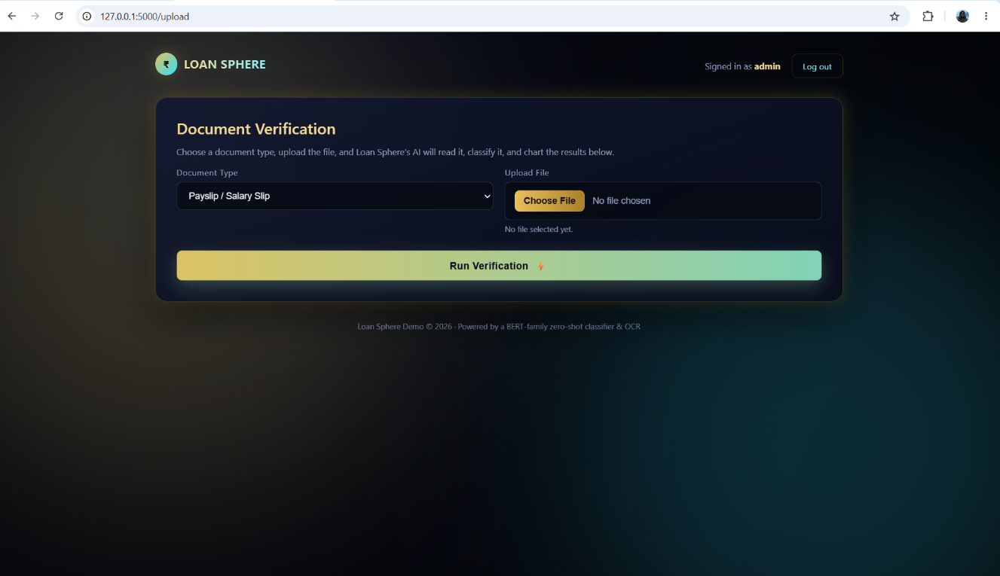 127.0.0.1:5000/upload
₹ LOAN SPHERE
Signed in as admin
Log out
Document Verification
Choose a document type, upload the file, and Loan Sphere's AI will read it, classify it, and chart the results below.
Document Type
Payslip / Salary Slip
Upload File
Choose File No file chosen
No file selected yet.
Run Verification
Loan Sphere Demo © 2026 · Powered by a BERT-family zero-shot classifier & OCR